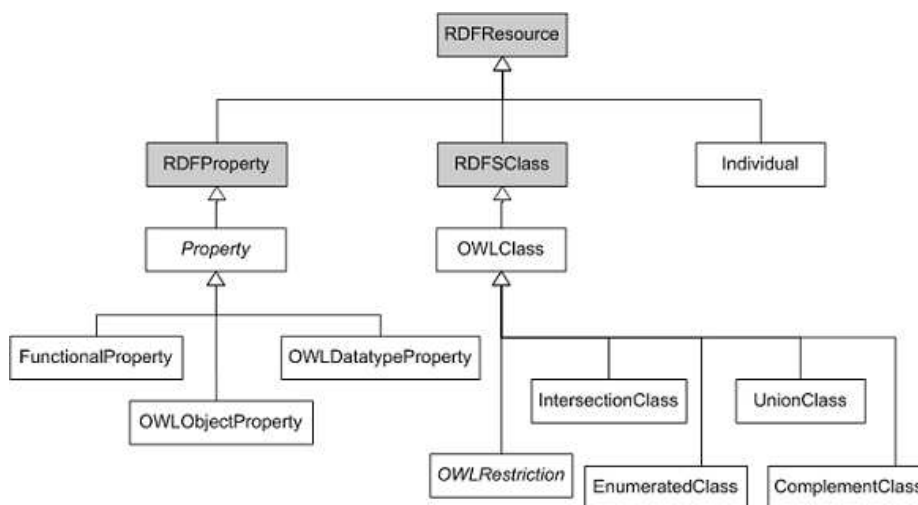 RDFResource
RDFProperty
RDFSClass
Individual
Property
OWLClass
FunctionalProperty
OWLDatatypeProperty
IntersectionClass
UnionClass
OWLObjectProperty
OWLRestriction
EnumeratedClass
ComplementClass